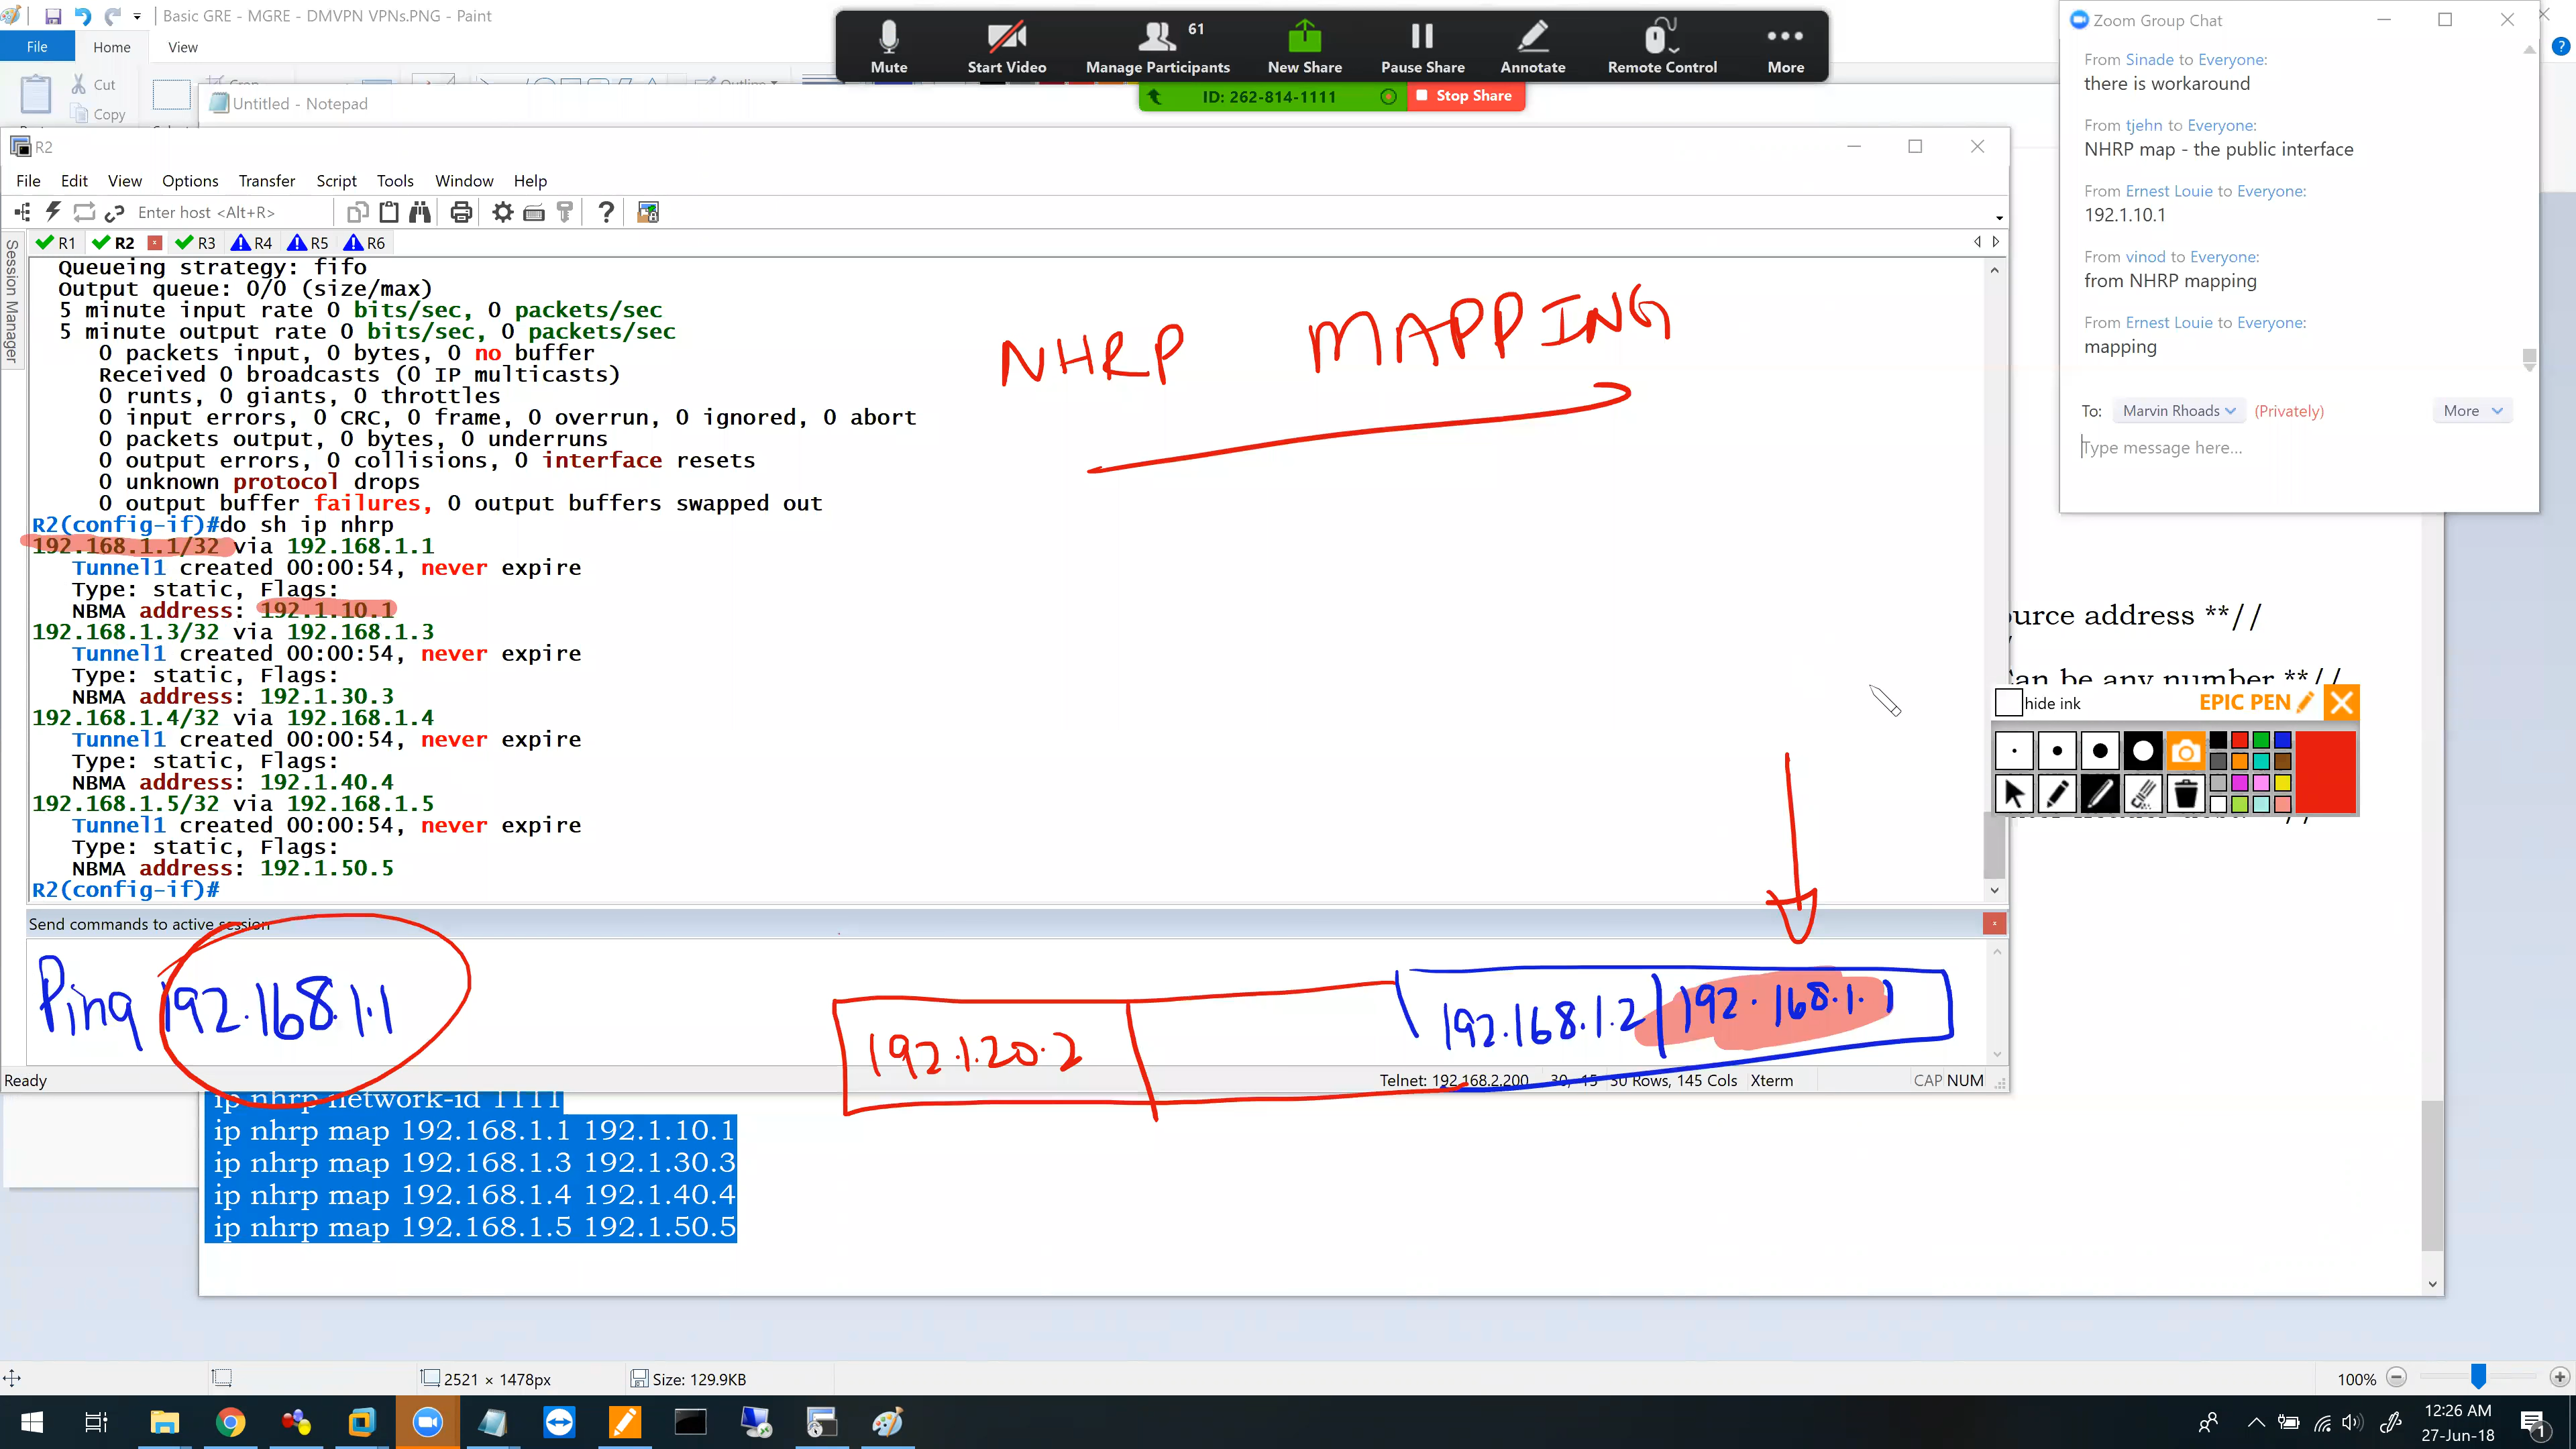 Basic GRE - MGRE - DMVPN VPNs.PNG - Paint
File Home View
Cut
Copy
Mute
Start Video
Manage Participants 61
New Share
Pause Share
Annotate
Remote Control
More
ID: 262-814-1111
Stop Share
Untitled - Notepad
R2
File Edit View Options Transfer Script Tools Window Help
Enter host <Alt+R>
Session Manager
R1 R2 R3 R4 R5 R6
Queueing strategy: fifo
Output queue: 0/0 (size/max)
5 minute input rate 0 bits/sec, 0 packets/sec
5 minute output rate 0 bits/sec, 0 packets/sec
0 packets input, 0 bytes, 0 no buffer
Received 0 broadcasts (0 IP multicasts)
0 runts, 0 giants, 0 throttles
0 input errors, 0 CRC, 0 frame, 0 overrun, 0 ignored, 0 abort
0 packets output, 0 bytes, 0 underruns
0 output errors, 0 collisions, 0 interface resets
0 unknown protocol drops
0 output buffer failures, 0 output buffers swapped out
R2(config-if)#do sh ip nhrp
192.168.1.1/32 via 192.168.1.1
Tunnel1 created 00:00:54, never expire
Type: static, Flags:
NBMA address: 192.1.10.1
192.168.1.3/32 via 192.168.1.3
Tunnel1 created 00:00:54, never expire
Type: static, Flags:
NBMA address: 192.1.30.3
192.168.1.4/32 via 192.168.1.4
Tunnel1 created 00:00:54, never expire
Type: static, Flags:
NBMA address: 192.1.40.4
192.168.1.5/32 via 192.168.1.5
Tunnel1 created 00:00:54, never expire
Type: static, Flags:
NBMA address: 192.1.50.5
R2(config-if)#
NHRP MAPPING
Send commands to active session
Ping 192.168.1.1
192.1.20.2
192.168.1.2 192.168.1.1
Ready
Telnet: 192.168.2.200 30, 15 30 Rows, 145 Cols Xterm CAP NUM
ip nhrp network-id 1111
ip nhrp map 192.168.1.1 192.1.10.1
ip nhrp map 192.168.1.3 192.1.30.3
ip nhrp map 192.168.1.4 192.1.40.4
ip nhrp map 192.168.1.5 192.1.50.5
Zoom Group Chat
From Sinade to Everyone:
there is workaround
From tjehn to Everyone:
NHRP map - the public interface
From Ernest Louie to Everyone:
192.1.10.1
From vinod to Everyone:
from NHRP mapping
From Ernest Louie to Everyone:
mapping
To: Marvin Rhoads (Privately) More
Type message here...
address **//
be any number **//
hide ink EPIC PEN
2521 × 1478px Size: 129.9KB 100%
12:26 AM
27-Jun-18
1